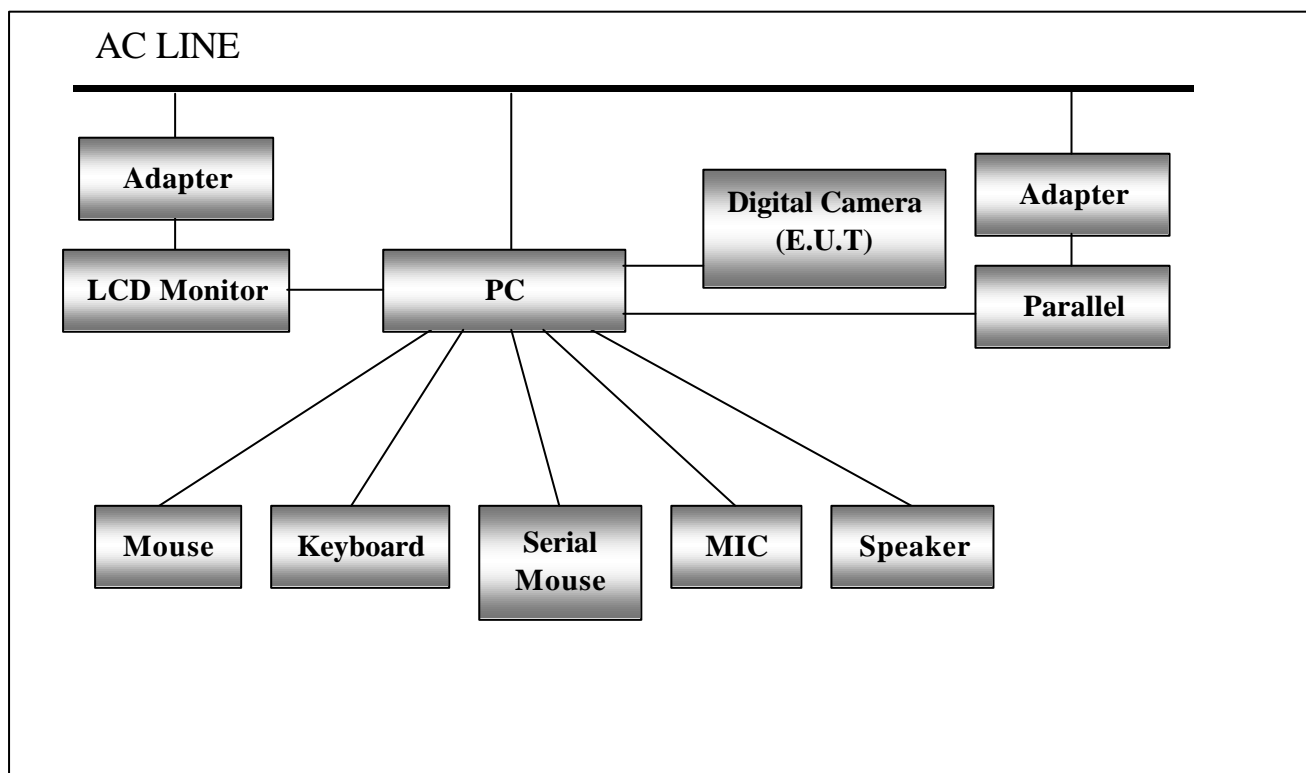 AC LINE
Adapter
Digital Camera
(E.U.T)
Adapter
LCD Monitor
PC
Parallel
Mouse
Keyboard
Serial
Mouse
MIC
Speaker